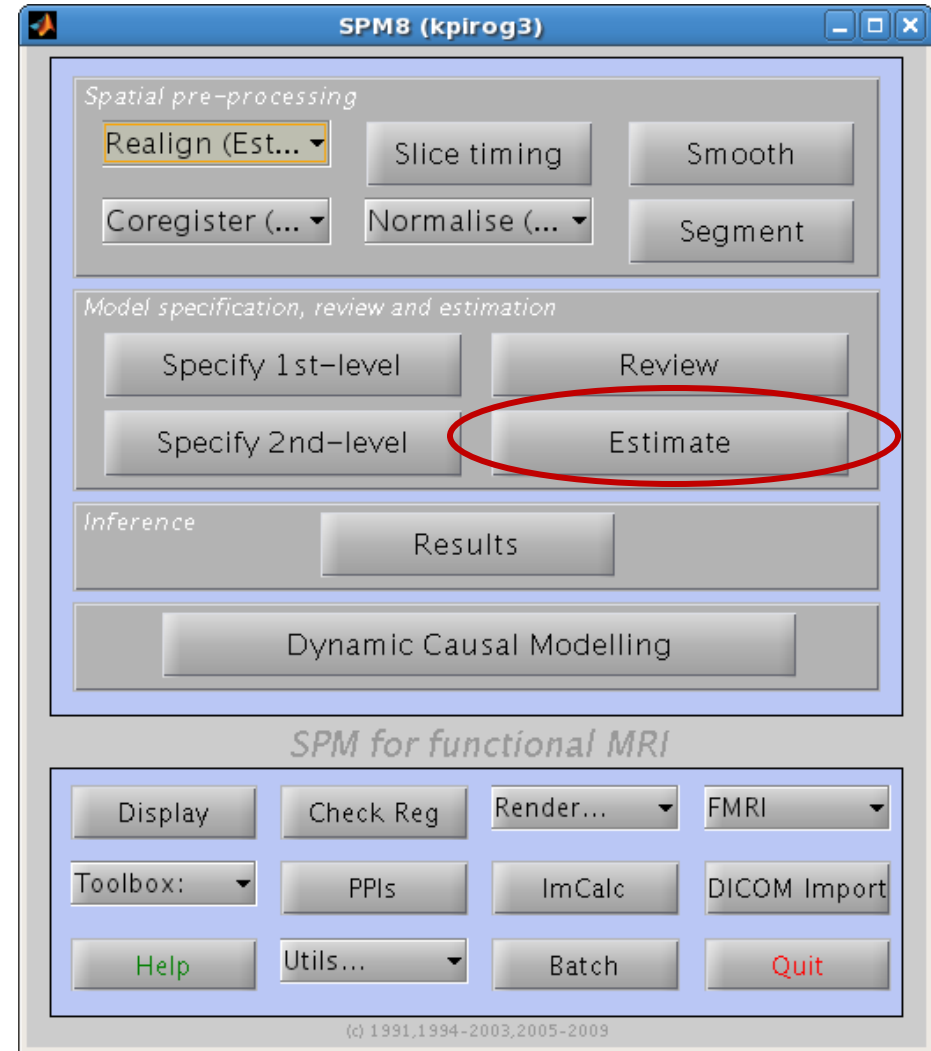 SPM8 (kpirog3)
Spatial pre-processing
Realign (Est... Slice timing Smooth
Coregister (... Normalise (... Segment
Model specification, review and estimation
Specify 1st-level Review
Specify 2nd-level Estimate
Inference
Results
Dynamic Causal Modelling
SPM for functional MRI
Display Check Reg Render... FMRI
Toolbox: PPIs ImCalc DICOM Import
Help Utils... Batch Quit
(c) 1991,1994-2003,2005-2009